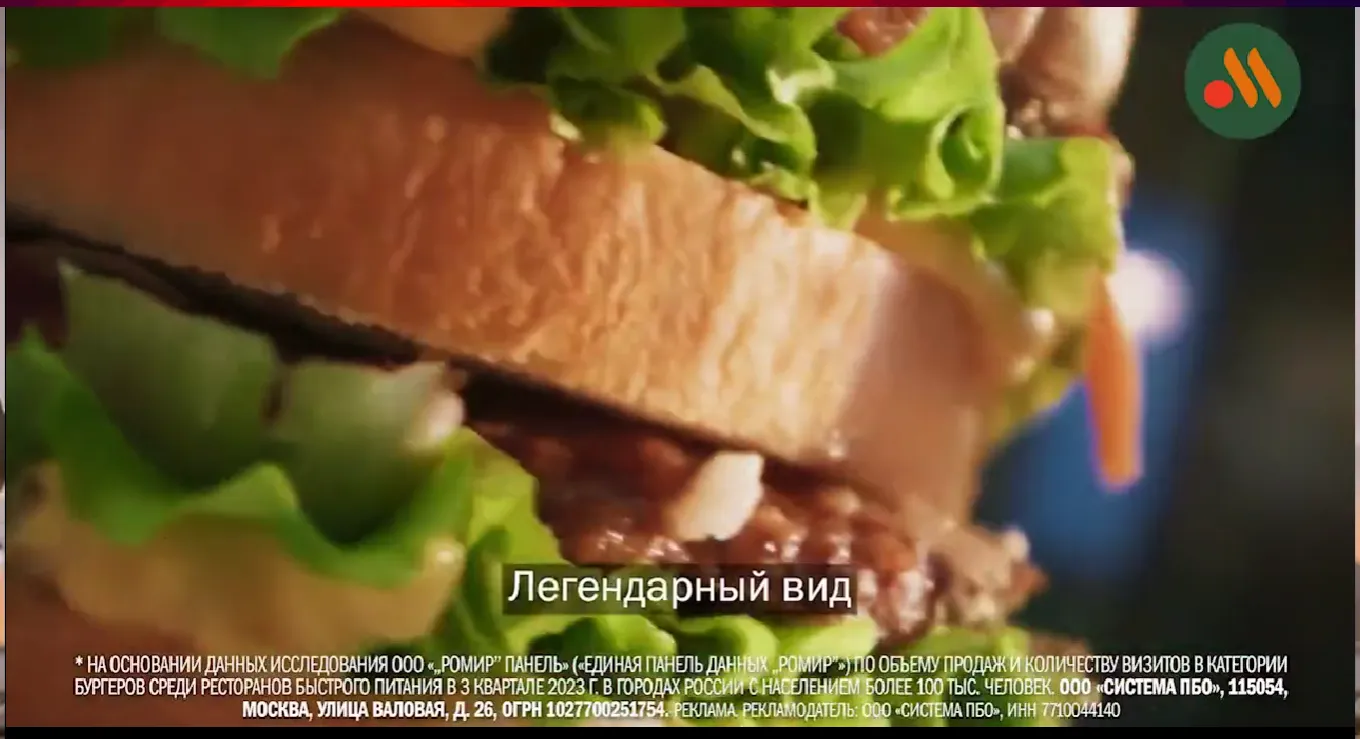 Легендарный вид
* НА ОСНОВАНИИ ДАННЫХ ИССЛЕДОВАНИЯ ООО «„РОМИР” ПАНЕЛЬ» («ЕДИНАЯ ПАНЕЛЬ ДАННЫХ „РОМИР”») ПО ОБЪЕМУ ПРОДАЖ И КОЛИЧЕСТВУ ВИЗИТОВ В КАТЕГОРИИ
БУРГЕРОВ СРЕДИ РЕСТОРАНОВ БЫСТРОГО ПИТАНИЯ В 3 КВАРТАЛЕ 2023 Г. В ГОРОДАХ РОССИИ С НАСЕЛЕНИЕМ БОЛЕЕ 100 ТЫС. ЧЕЛОВЕК. ООО «СИСТЕМА ПБО», 115054,
МОСКВА, УЛИЦА ВАЛОВАЯ, Д. 26, ОГРН 1027700251754. РЕКЛАМА. РЕКЛАМОДАТЕЛЬ: ООО «СИСТЕМА ПБО», ИНН 7710044140